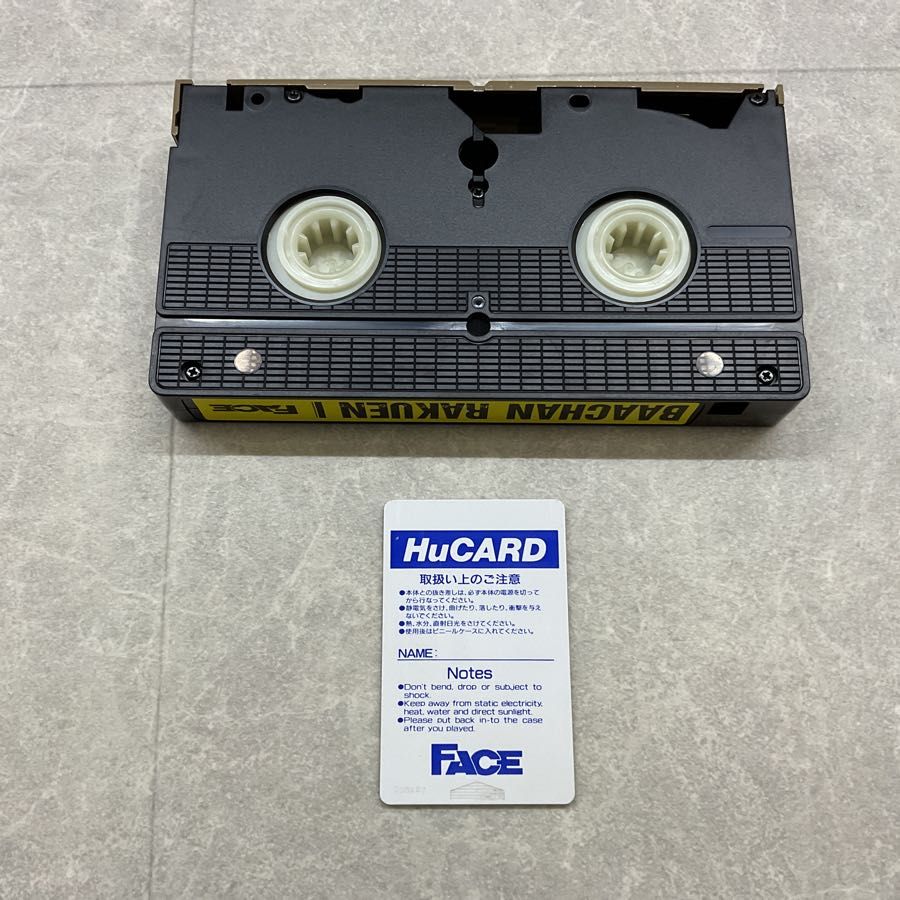 BAACHAN RAKUEN I FACE
HuCARD
取扱い上のご注意
●本体との抜き差しは、必ず本体の電源を切って
から行なってください。
●静電気をさけ、曲げたり、落したり、衝撃を与え
ないでください。
●熱、水分、直射日光をさけてください。
●使用後はビニールケースに入れてください。
NAME:
Notes
●Don't bend, drop or subject to
shock.
●Keep away from static electricity,
heat, water and direct sunlight.
●Please put back in-to the case
after you played.
FACE